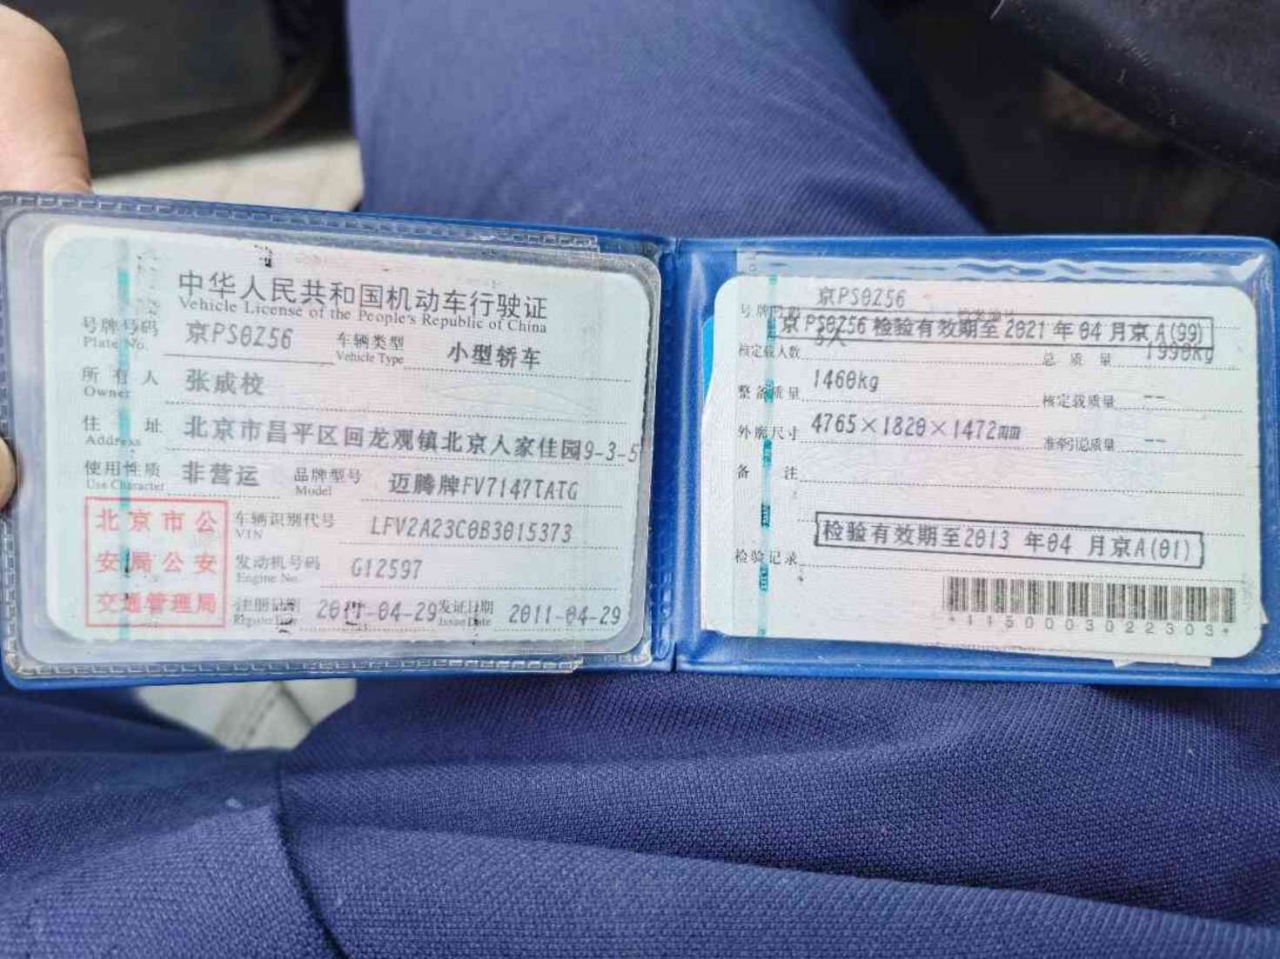 中华人民共和国机动车行驶证
Vehicle License of the People's Republic of China
号牌号码 京PS0Z56 车辆类型 小型轿车
Plate No. Vehicle Type
所有人 张成校
Owner
住址 北京市昌平区回龙观镇北京人家佳园9-3-5
Address
使用性质 非营运 品牌型号 迈腾牌FV7147TATG
Use Character Model
北京市公
安局公安
交通管理局
车辆识别代号 LFV2A23C0B3015373
VIN
发动机号码 G12597
Engine No.
注册日期 2011-04-29 发证日期 2011-04-29
Register Date Issue Date
号牌号码 京PS0Z56
京PS0Z56检验有效期至2021年04月京A(99)
核定载人数 5人 总质量 1990kg
整备质量 1460kg 核定载质量 --
外廓尺寸 4765×1820×1472mm 准牵引总质量 --
备注
检验有效期至2013 年04 月京A(01)
检验记录
*1150003022303*